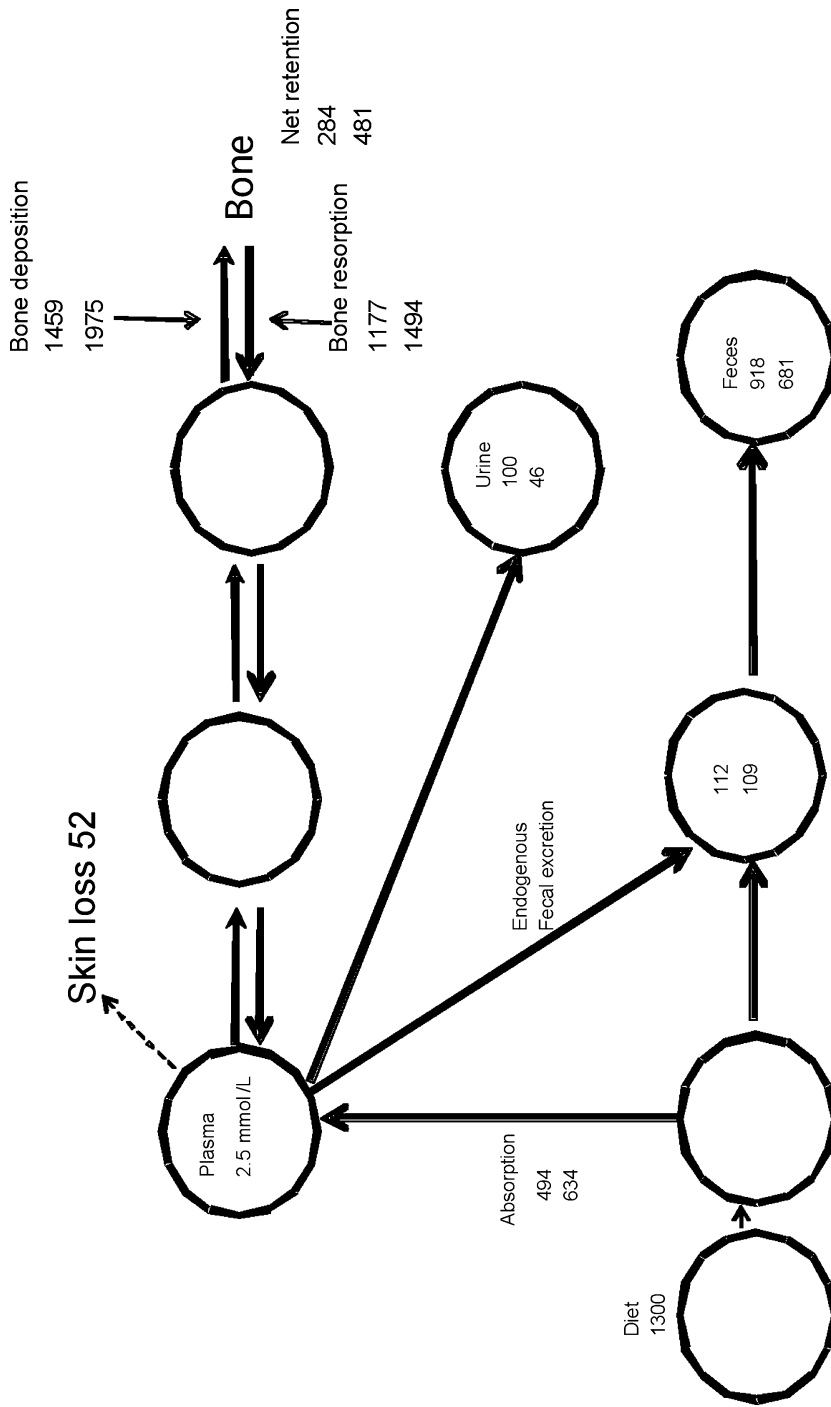 Skin loss 52
Bone deposition
1459
1975
Plasma
2.5 mmol/L
Bone
Net retention
284
481
Bone resorption
1177
1494
Absorption
494
634
Endogenous
Fecal excretion
Urine
100
46
Diet
1300
112
109
Feces
918
681